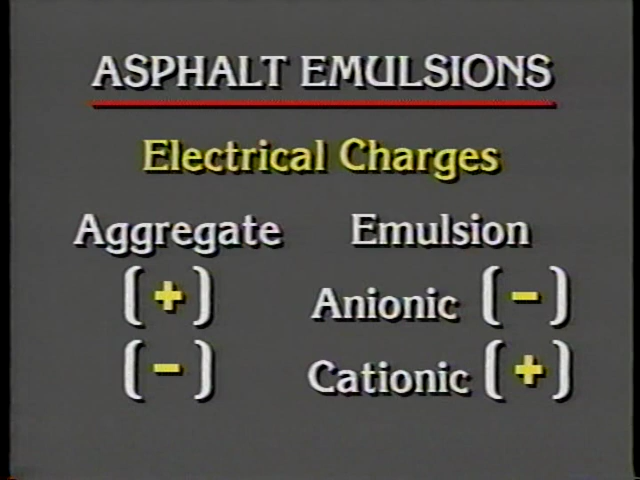 ASPHALT EMULSIONS
Electrical Charges
Aggregate Emulsion
(+) Anionic (-)
(-) Cationic (+)